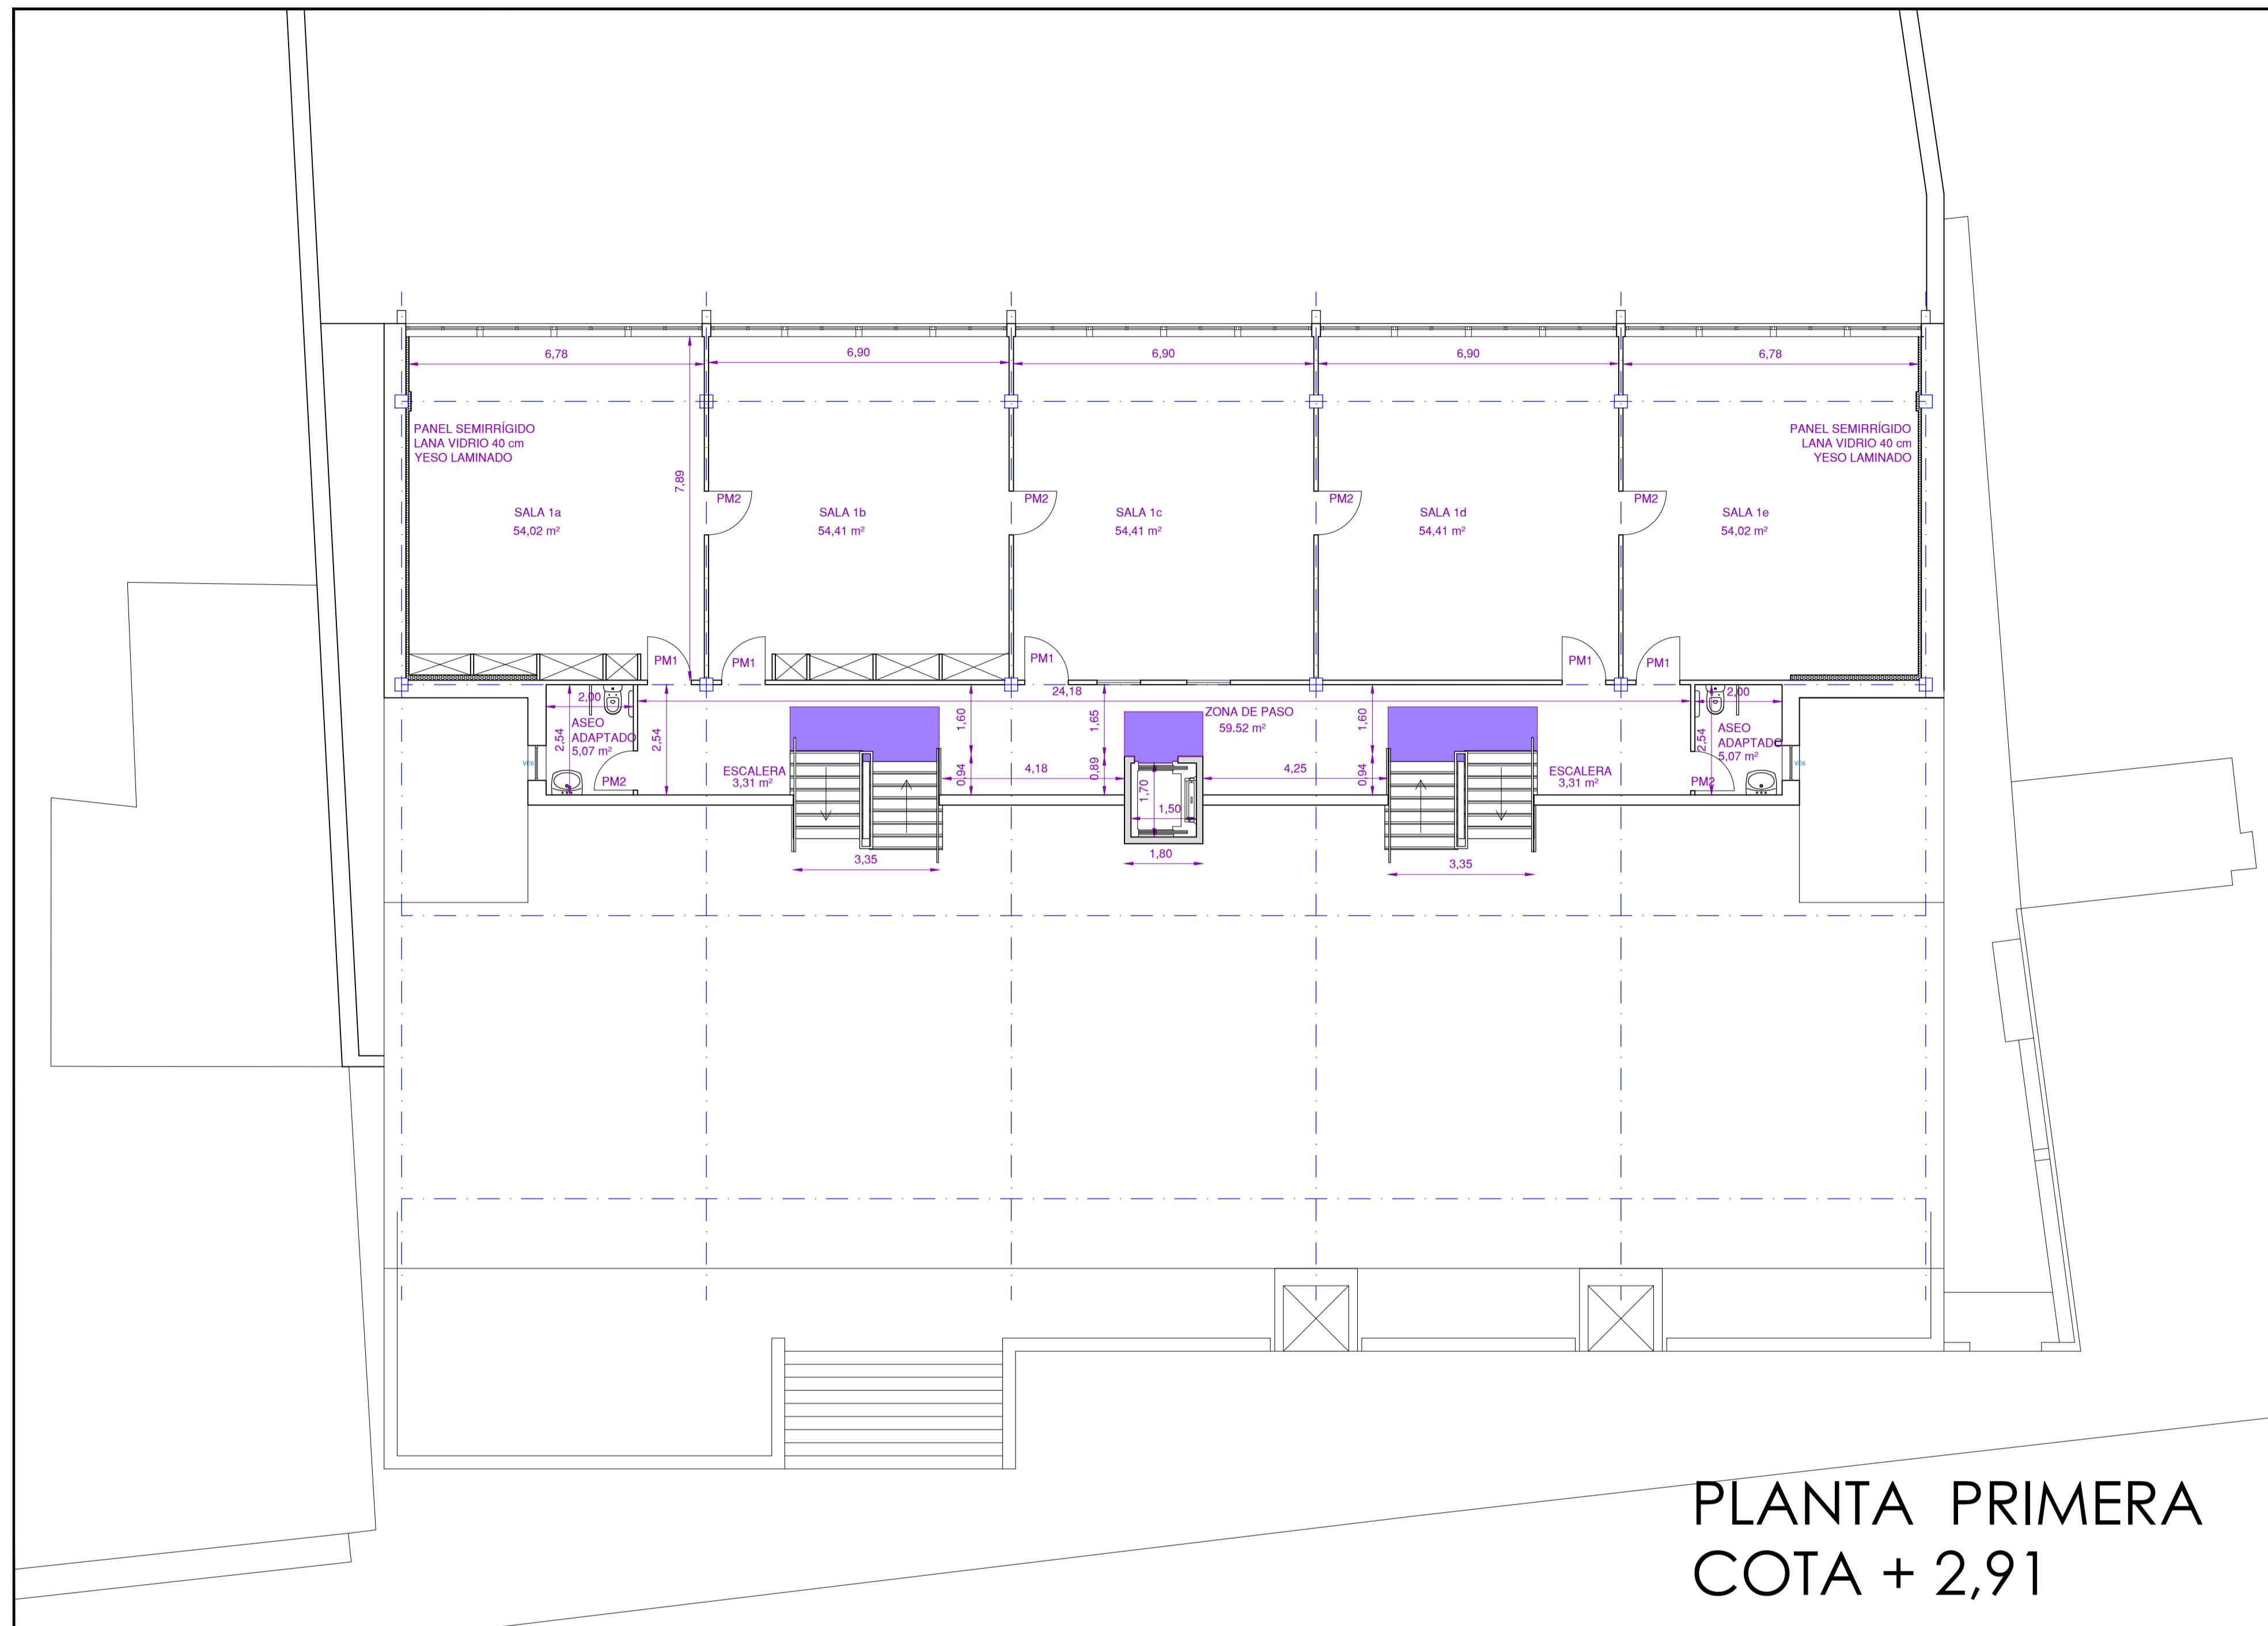 6,78
6,90
6,90
6,90
6,78
PANEL SEMIRRÍGIDO
LANA VIDRIO 40 cm
YESO LAMINADO
PANEL SEMIRRÍGIDO
LANA VIDRIO 40 cm
YESO LAMINADO
7,89
PM2
PM2
PM2
PM2
SALA 1a
54,02 m²
SALA 1b
54,41 m²
SALA 1c
54,41 m²
SALA 1d
54,41 m²
SALA 1e
54,02 m²
PM1
PM1
PM1
PM1
PM1
24,18
2,00
2,00
ASEO
ADAPTADO
5,07 m²
2,54
2,54
PM2
1,60
0,94
1,65
0,89
ZONA DE PASO
59.52 m²
1,60
0,94
ASEO
ADAPTADO
5,07 m²
2,54
PM2
ESCALERA
3,31 m²
4,18
4,25
ESCALERA
3,31 m²
1,70
1,50
1,80
3,35
3,35
PLANTA PRIMERA
COTA + 2,91